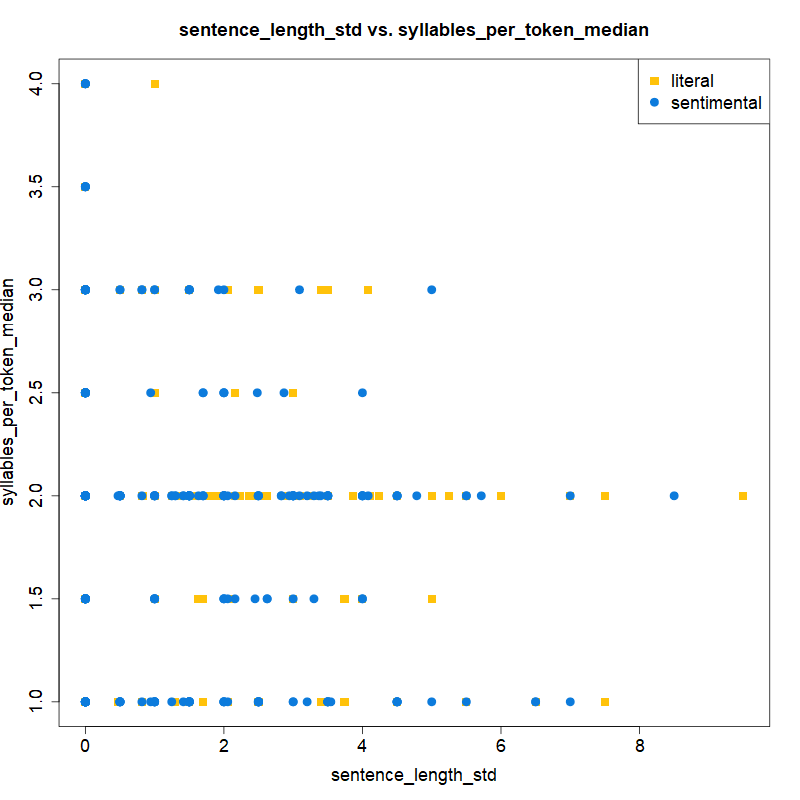 sentence_length_std vs. syllables_per_token_median
literal
sentimental
syllables_per_token_median
4.0
3.5
3.0
2.5
2.0
1.5
1.0
0 2 4 6 8
sentence_length_std